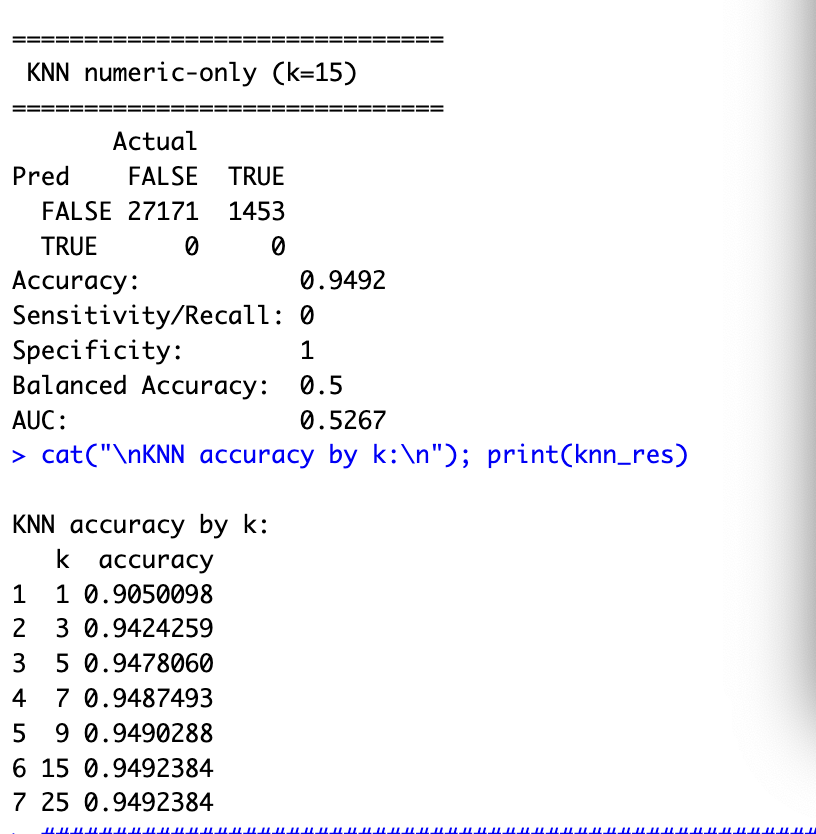 ==============================
 KNN numeric-only (k=15)
==============================
       Actual
Pred    FALSE  TRUE
  FALSE 27171  1453
  TRUE      0     0
Accuracy:           0.9492
Sensitivity/Recall: 0
Specificity:        1
Balanced Accuracy:  0.5
AUC:                0.5267
> cat("\nKNN accuracy by k:\n"); print(knn_res)

KNN accuracy by k:
   k  accuracy
1  1 0.9050098
2  3 0.9424259
3  5 0.9478060
4  7 0.9487493
5  9 0.9490288
6 15 0.9492384
7 25 0.9492384